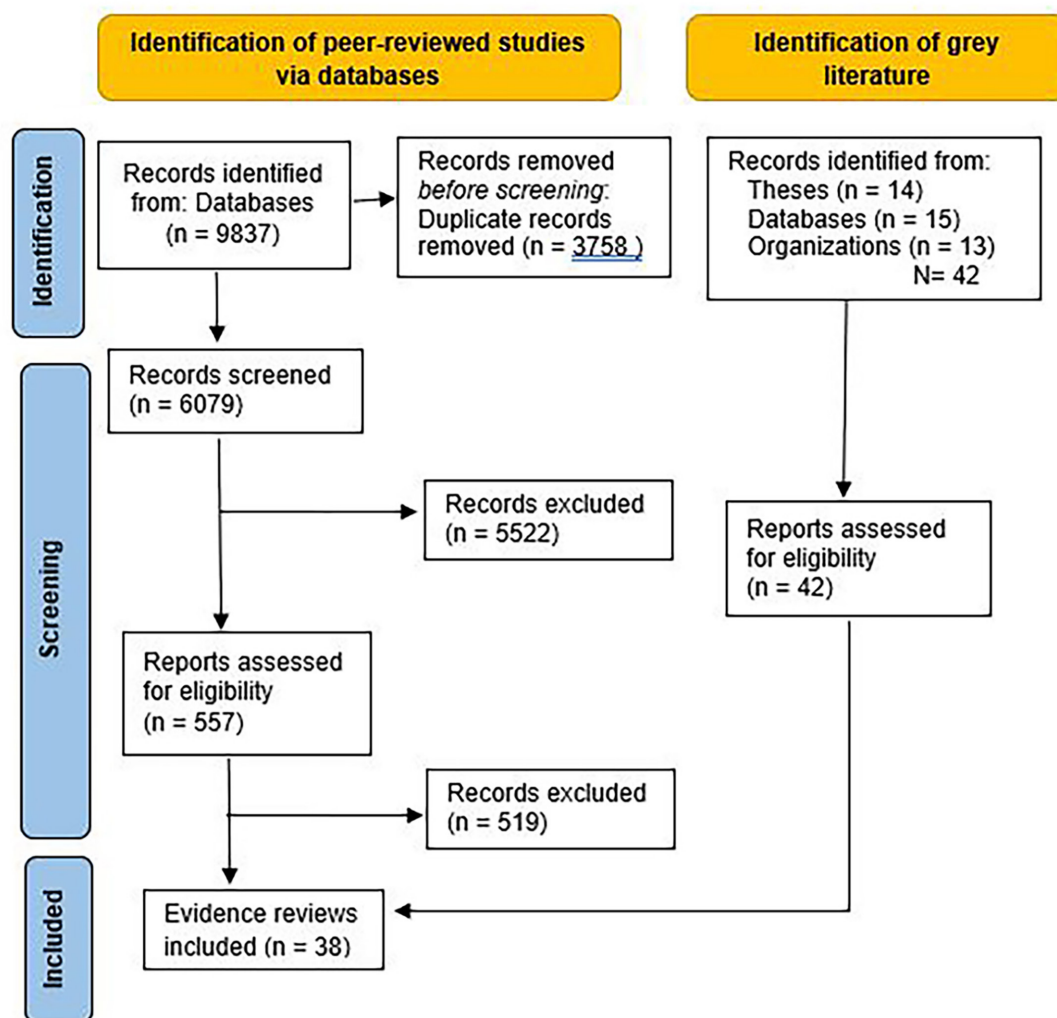 Identification of peer-reviewed studies
via databases
Identification of grey
literature
Identification
Records identified
from: Databases
(n = 9837)
Records removed
before screening:
Duplicate records
removed (n = 3758 )
Records identified from:
Theses (n = 14)
Databases (n = 15)
Organizations (n = 13)
N= 42
Screening
Records screened
(n = 6079)
Records excluded
(n = 5522)
Reports assessed
for eligibility
(n = 42)
Reports assessed
for eligibility
(n = 557)
Records excluded
(n = 519)
Included
Evidence reviews
included (n = 38)